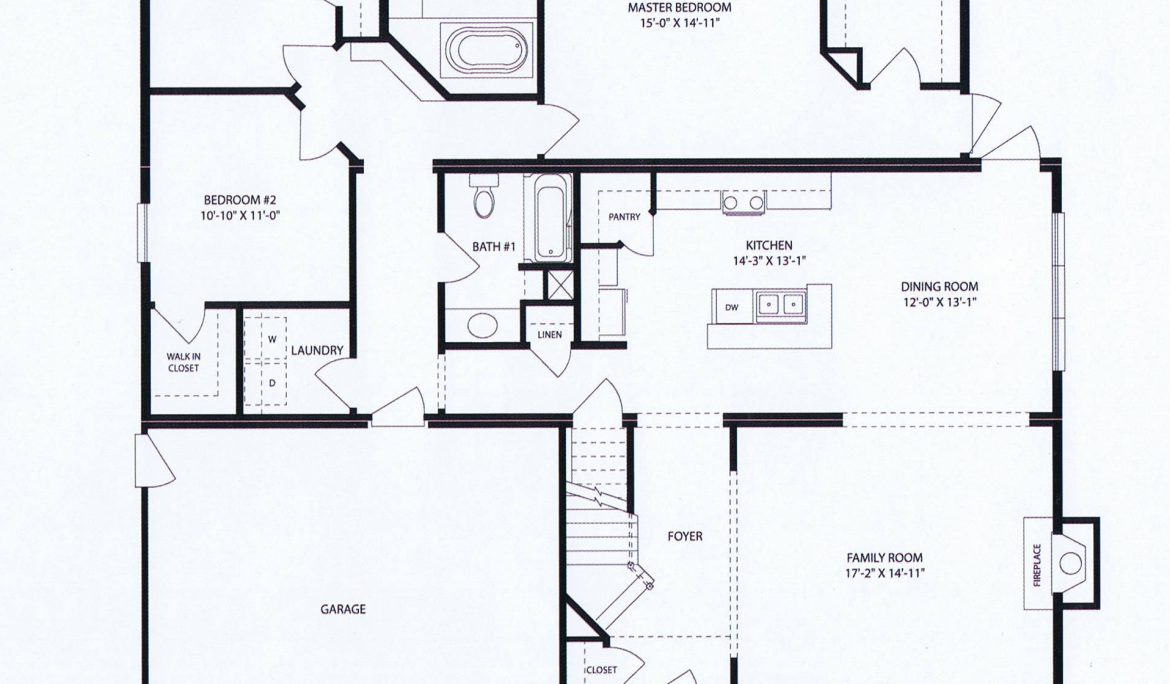 MASTER BEDROOM
15'-0" X 14'-11"
BEDROOM #2
10'-10" X 11'-0"
BATH #1
PANTRY
KITCHEN
14'-3" X 13'-1"
DINING ROOM
12'-0" X 13'-1"
DW
LINEN
WALK IN
CLOSET
W
D
LAUNDRY
FOYER
FAMILY ROOM
17'-2" X 14'-11"
FIREPLACE
GARAGE
CLOSET